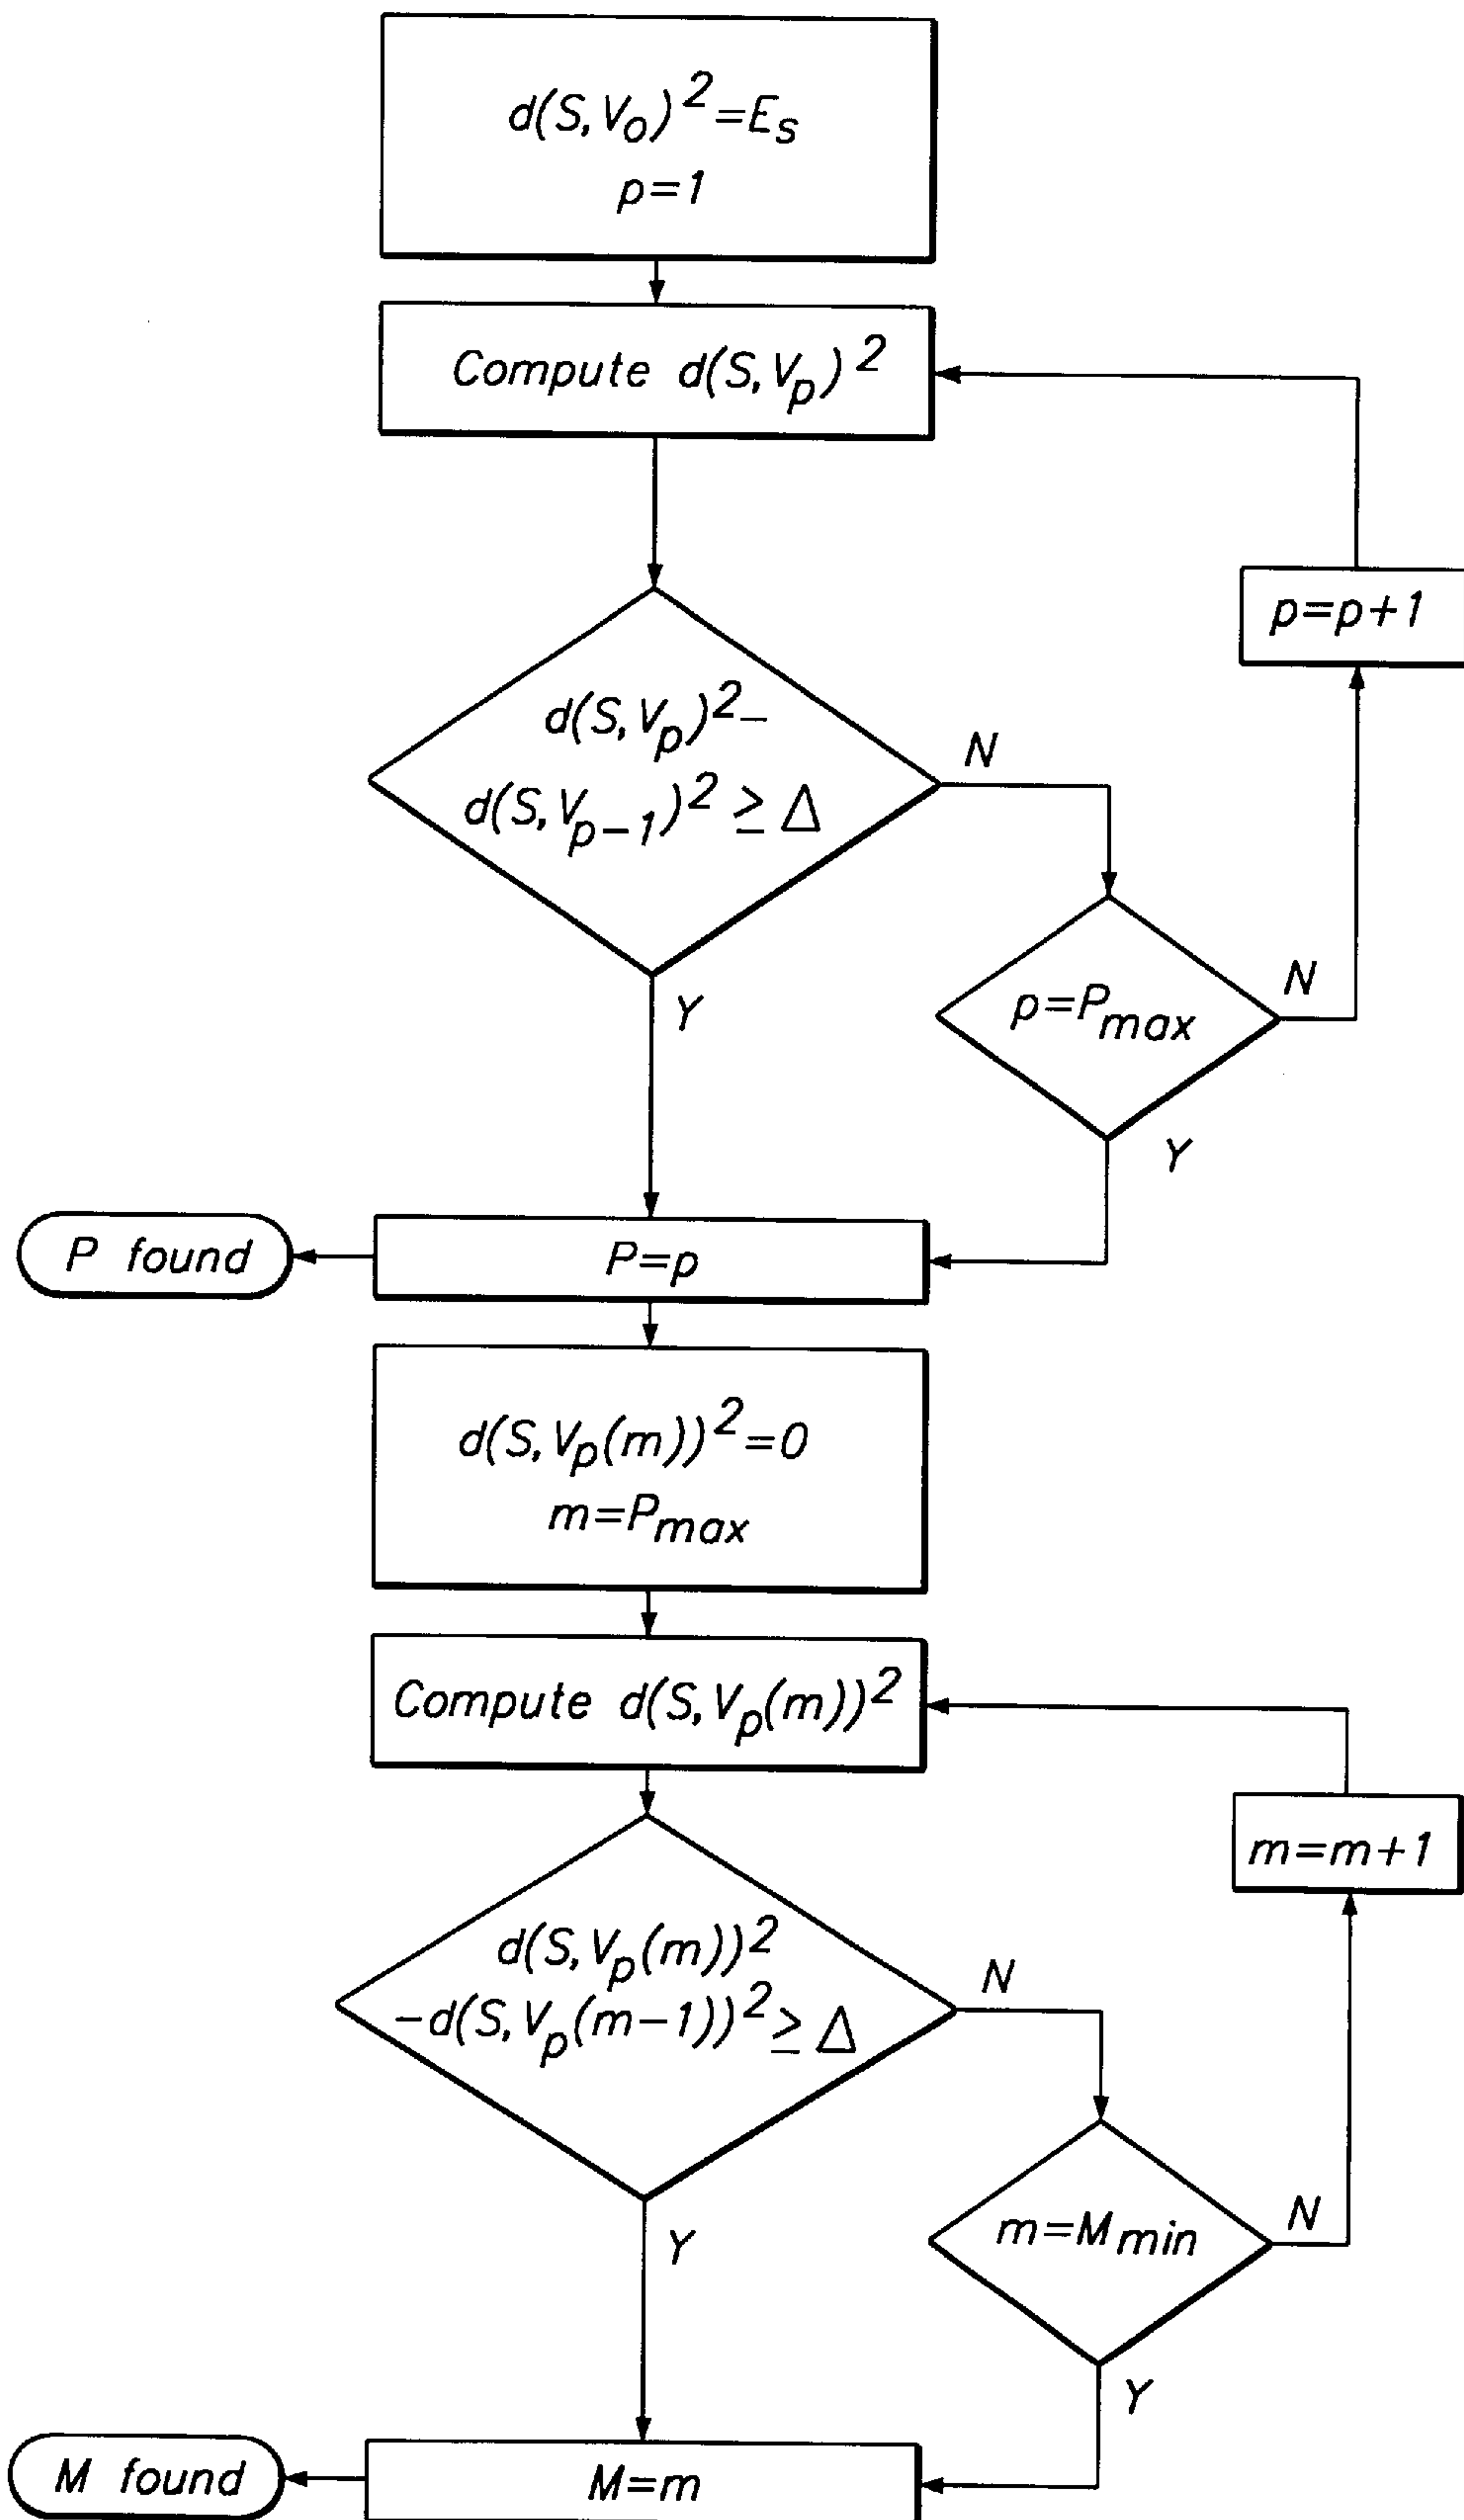 d(S,V₀)²=Eₛ
p=1
Compute d(S,Vₚ)²
p=p+1
d(S,Vₚ)²–
d(S,Vₚ₋₁)² ≥ Δ
N
p=Pmax
N
Y
Y
P found
P=p
d(S,Vₚ(m))²=0
m=Pmax
Compute d(S,Vₚ(m))²
m=m+1
d(S,Vₚ(m))²
–d(S,Vₚ(m–1))² ≥ Δ
N
m=Mmin
N
Y
Y
M found
M=m